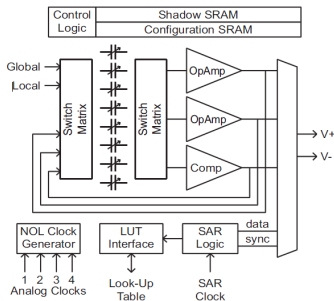 Control
Logic
Shadow SRAM
Configuration SRAM
Global
Local
Switch
Matrix
Switch
Matrix
OpAmp
OpAmp
Comp
V+
V-
NOL Clock
Generator
LUT
Interface
SAR
Logic
data
sync
1 2 3 4
Analog Clocks
Look-Up
Table
SAR
Clock